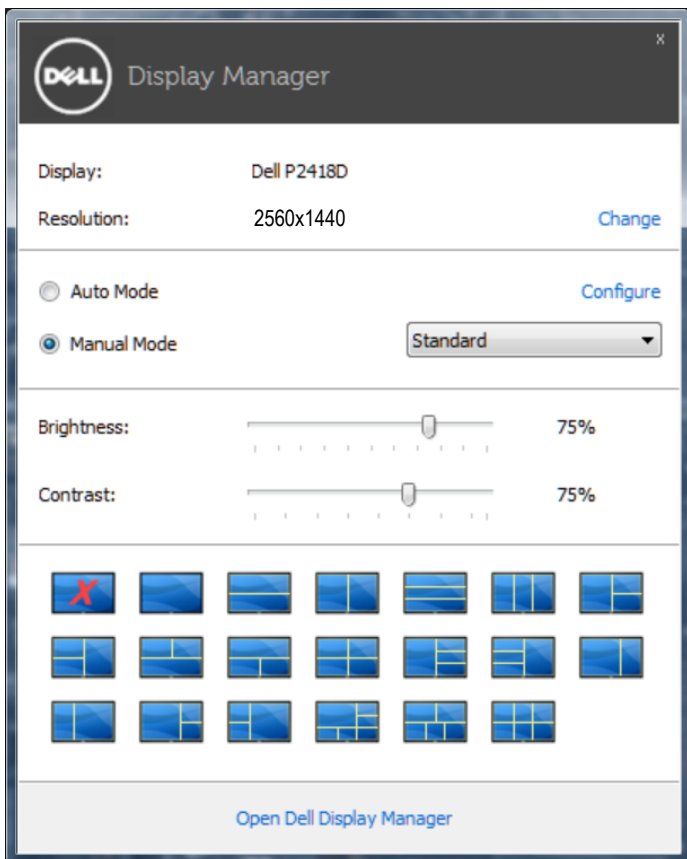 x
DELL Display Manager
Display: Dell P2418D
Resolution: 2560x1440 Change
Auto Mode Configure
Manual Mode Standard
Brightness: 75%
Contrast: 75%
X
Open Dell Display Manager